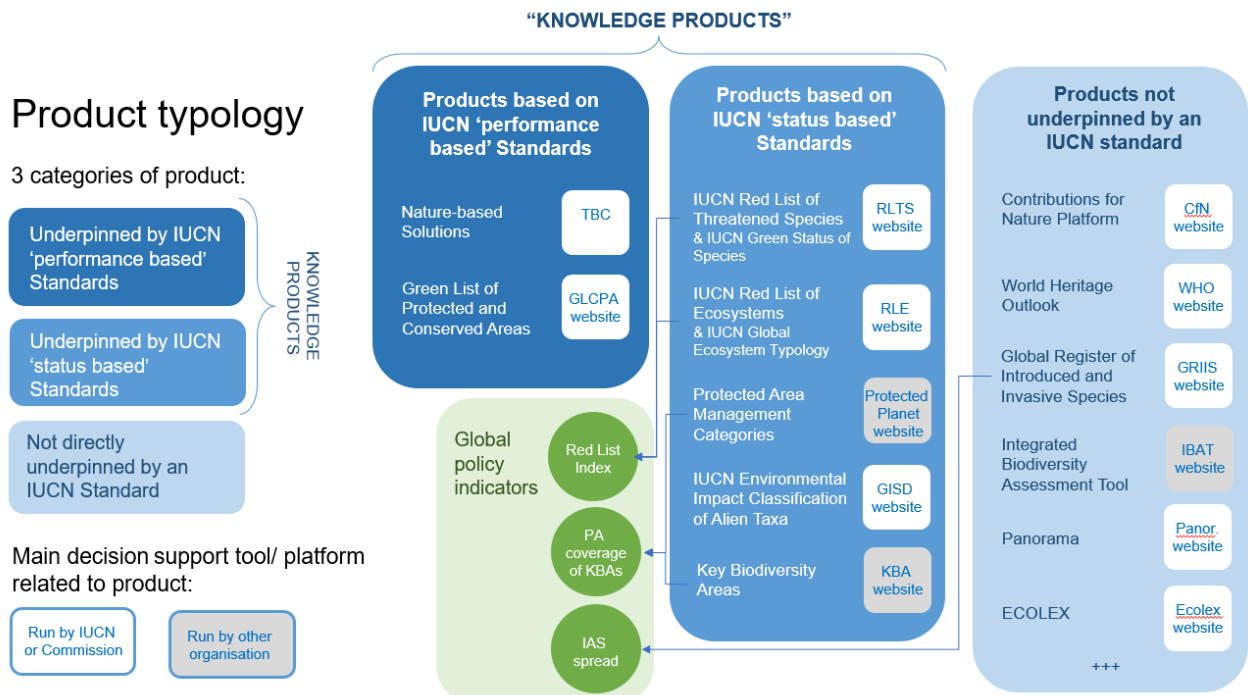 “KNOWLEDGE PRODUCTS”
Product typology
3 categories of product:
Underpinned by IUCN
‘performance based’
Standards
Underpinned by IUCN
‘status based’
Standards
Not directly
underpinned by an
IUCN Standard
KNOWLEDGE
PRODUCTS
Main decision support tool/ platform
related to product:
Run by IUCN
or Commission
Run by other
organisation
Products based on
IUCN ‘performance
based’ Standards
Nature-based
Solutions
TBC
Green List of
Protected and
Conserved Areas
GLCPA
website
Global
policy
indicators
Red List
Index
PA
coverage
of KBAs
IAS
spread
Products based on
IUCN ‘status based’
Standards
IUCN Red List of
Threatened Species
& IUCN Green Status of
Species
RLTS
website
IUCN Red List of
Ecosystems
& IUCN Global
Ecosystem Typology
RLE
website
Protected Area
Management
Categories
Protected
Planet
website
IUCN Environmental
Impact Classification
of Alien Taxa
GISD
website
Key Biodiversity
Areas
KBA
website
Products not
underpinned by an
IUCN standard
Contributions for
Nature Platform
CfN
website
World Heritage
Outlook
WHO
website
Global Register of
Introduced and
Invasive Species
GRIIS
website
Integrated
Biodiversity
Assessment Tool
IBAT
website
Panorama
Panor.
website
ECOLEX
Ecolex
website
+++